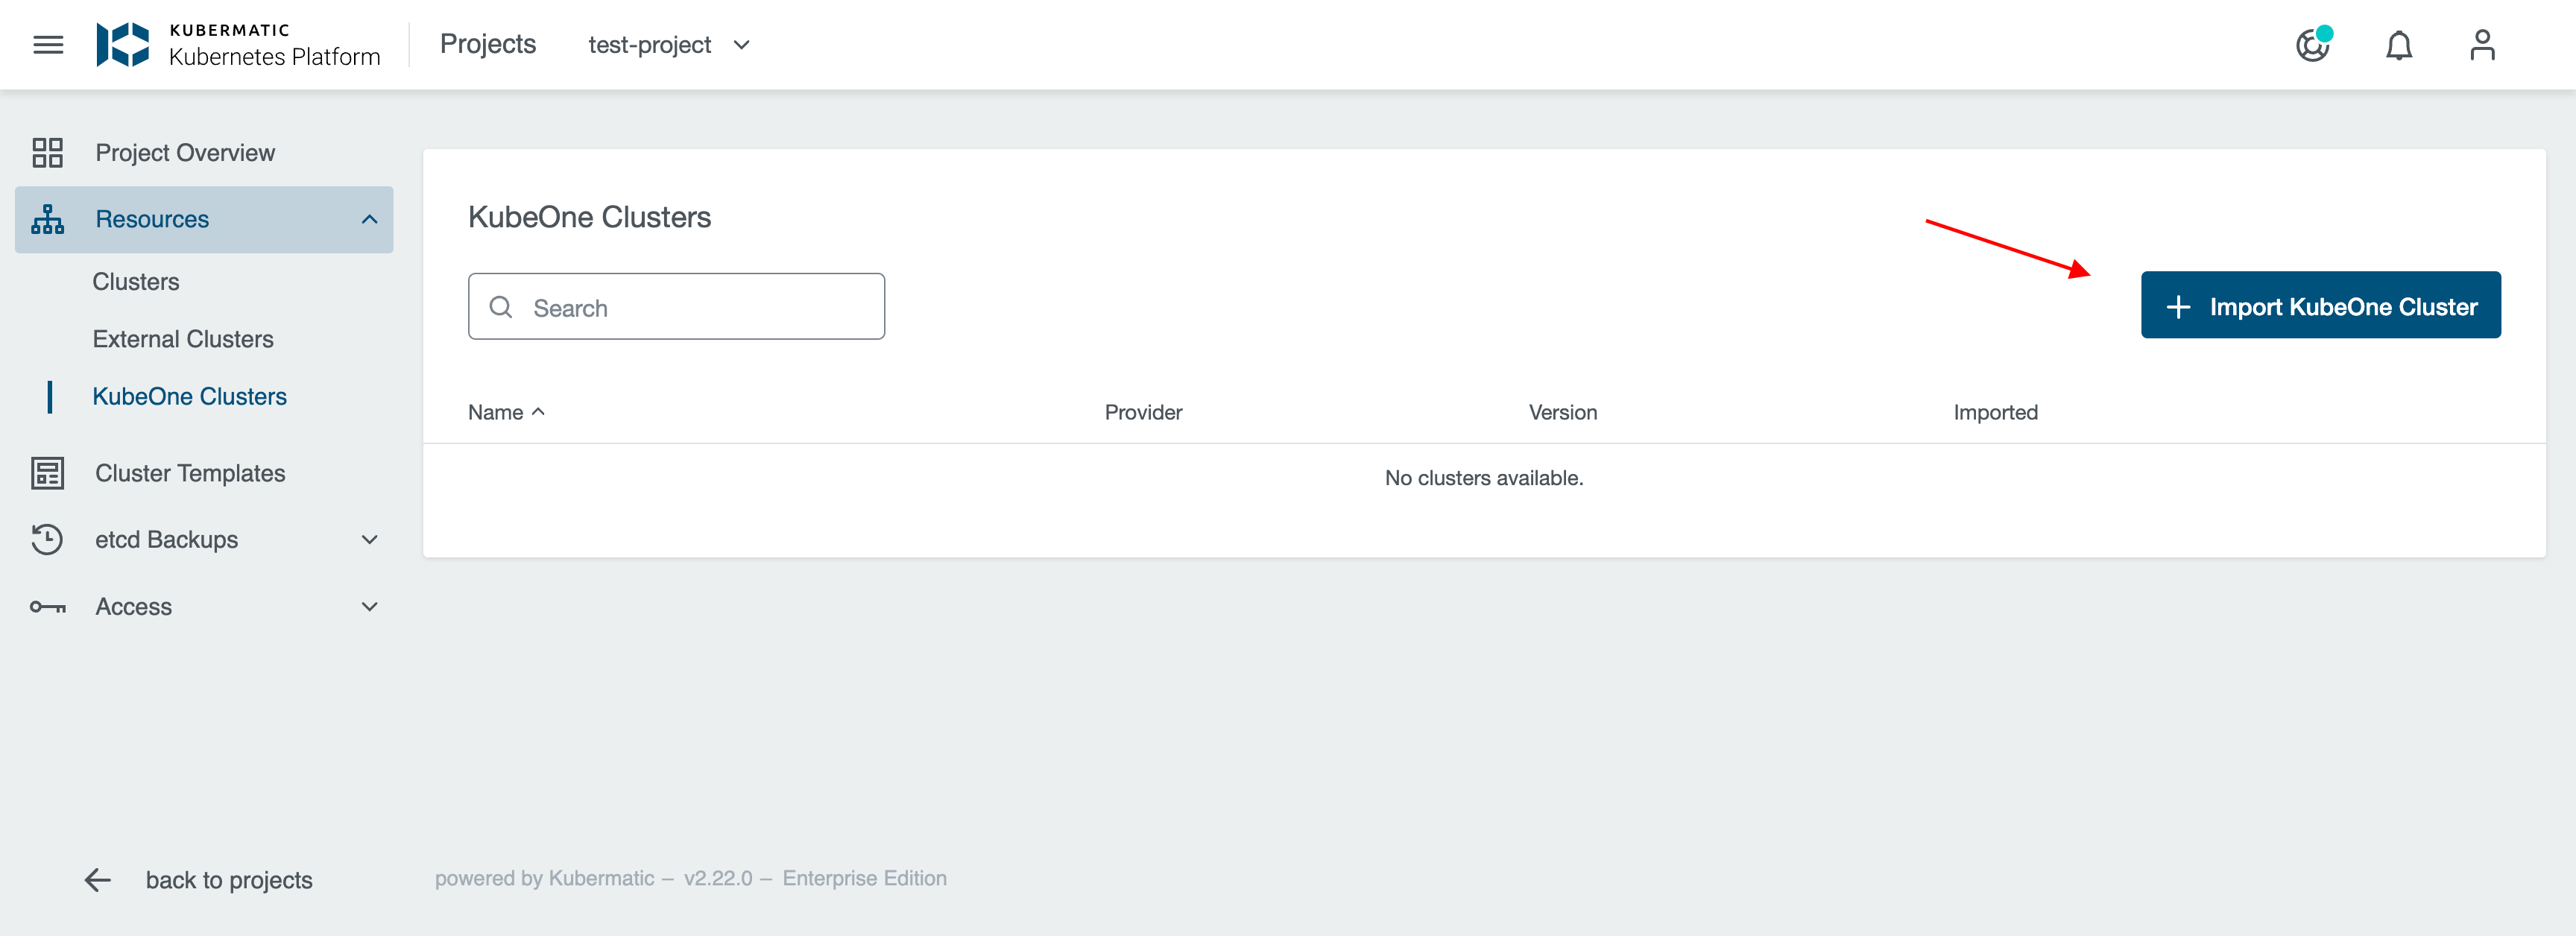 KUBERMATIC
Kubernetes Platform
Projects
test-project
Project Overview
Resources
Clusters
External Clusters
KubeOne Clusters
Cluster Templates
etcd Backups
Access
back to projects
KubeOne Clusters
Search
Import KubeOne Cluster
Name Provider Version Imported
No clusters available.
powered by Kubermatic – v2.22.0 – Enterprise Edition